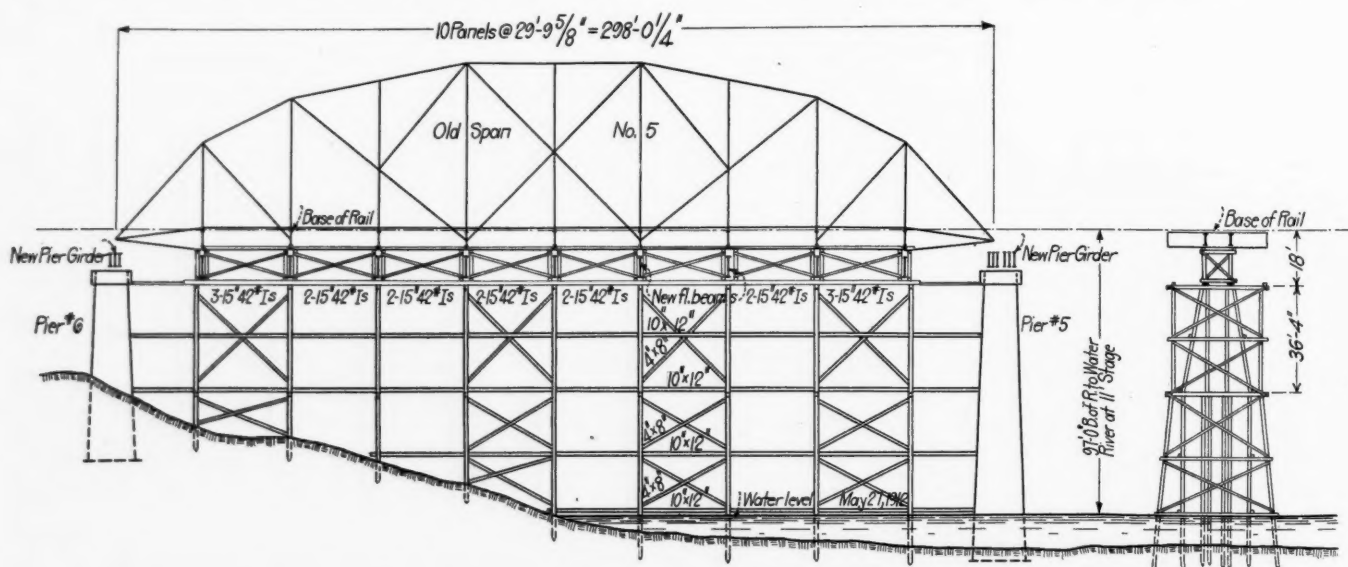 10 Panels @ 29'-9 5/8" = 298'-0 1/4"
Old Span No. 5
Base of Rail
Base of Rail
New Pier Girder
New Pier Girder
18'
3-15"42# Is
2-15"42# Is
2-15"42# Is
2-15"42# Is
2-15"42# Is
New fl. beams
2-15"42# Is
3-15"42# Is
10"x12"
Pier #6
Pier #5
36'-4"
4"x8"
10"x12"
97'-0 B. of R. to Water
River at 11' Stage
4"x8"
10"x12"
4"x8"
10"x12"
Water level
May 27, 1912